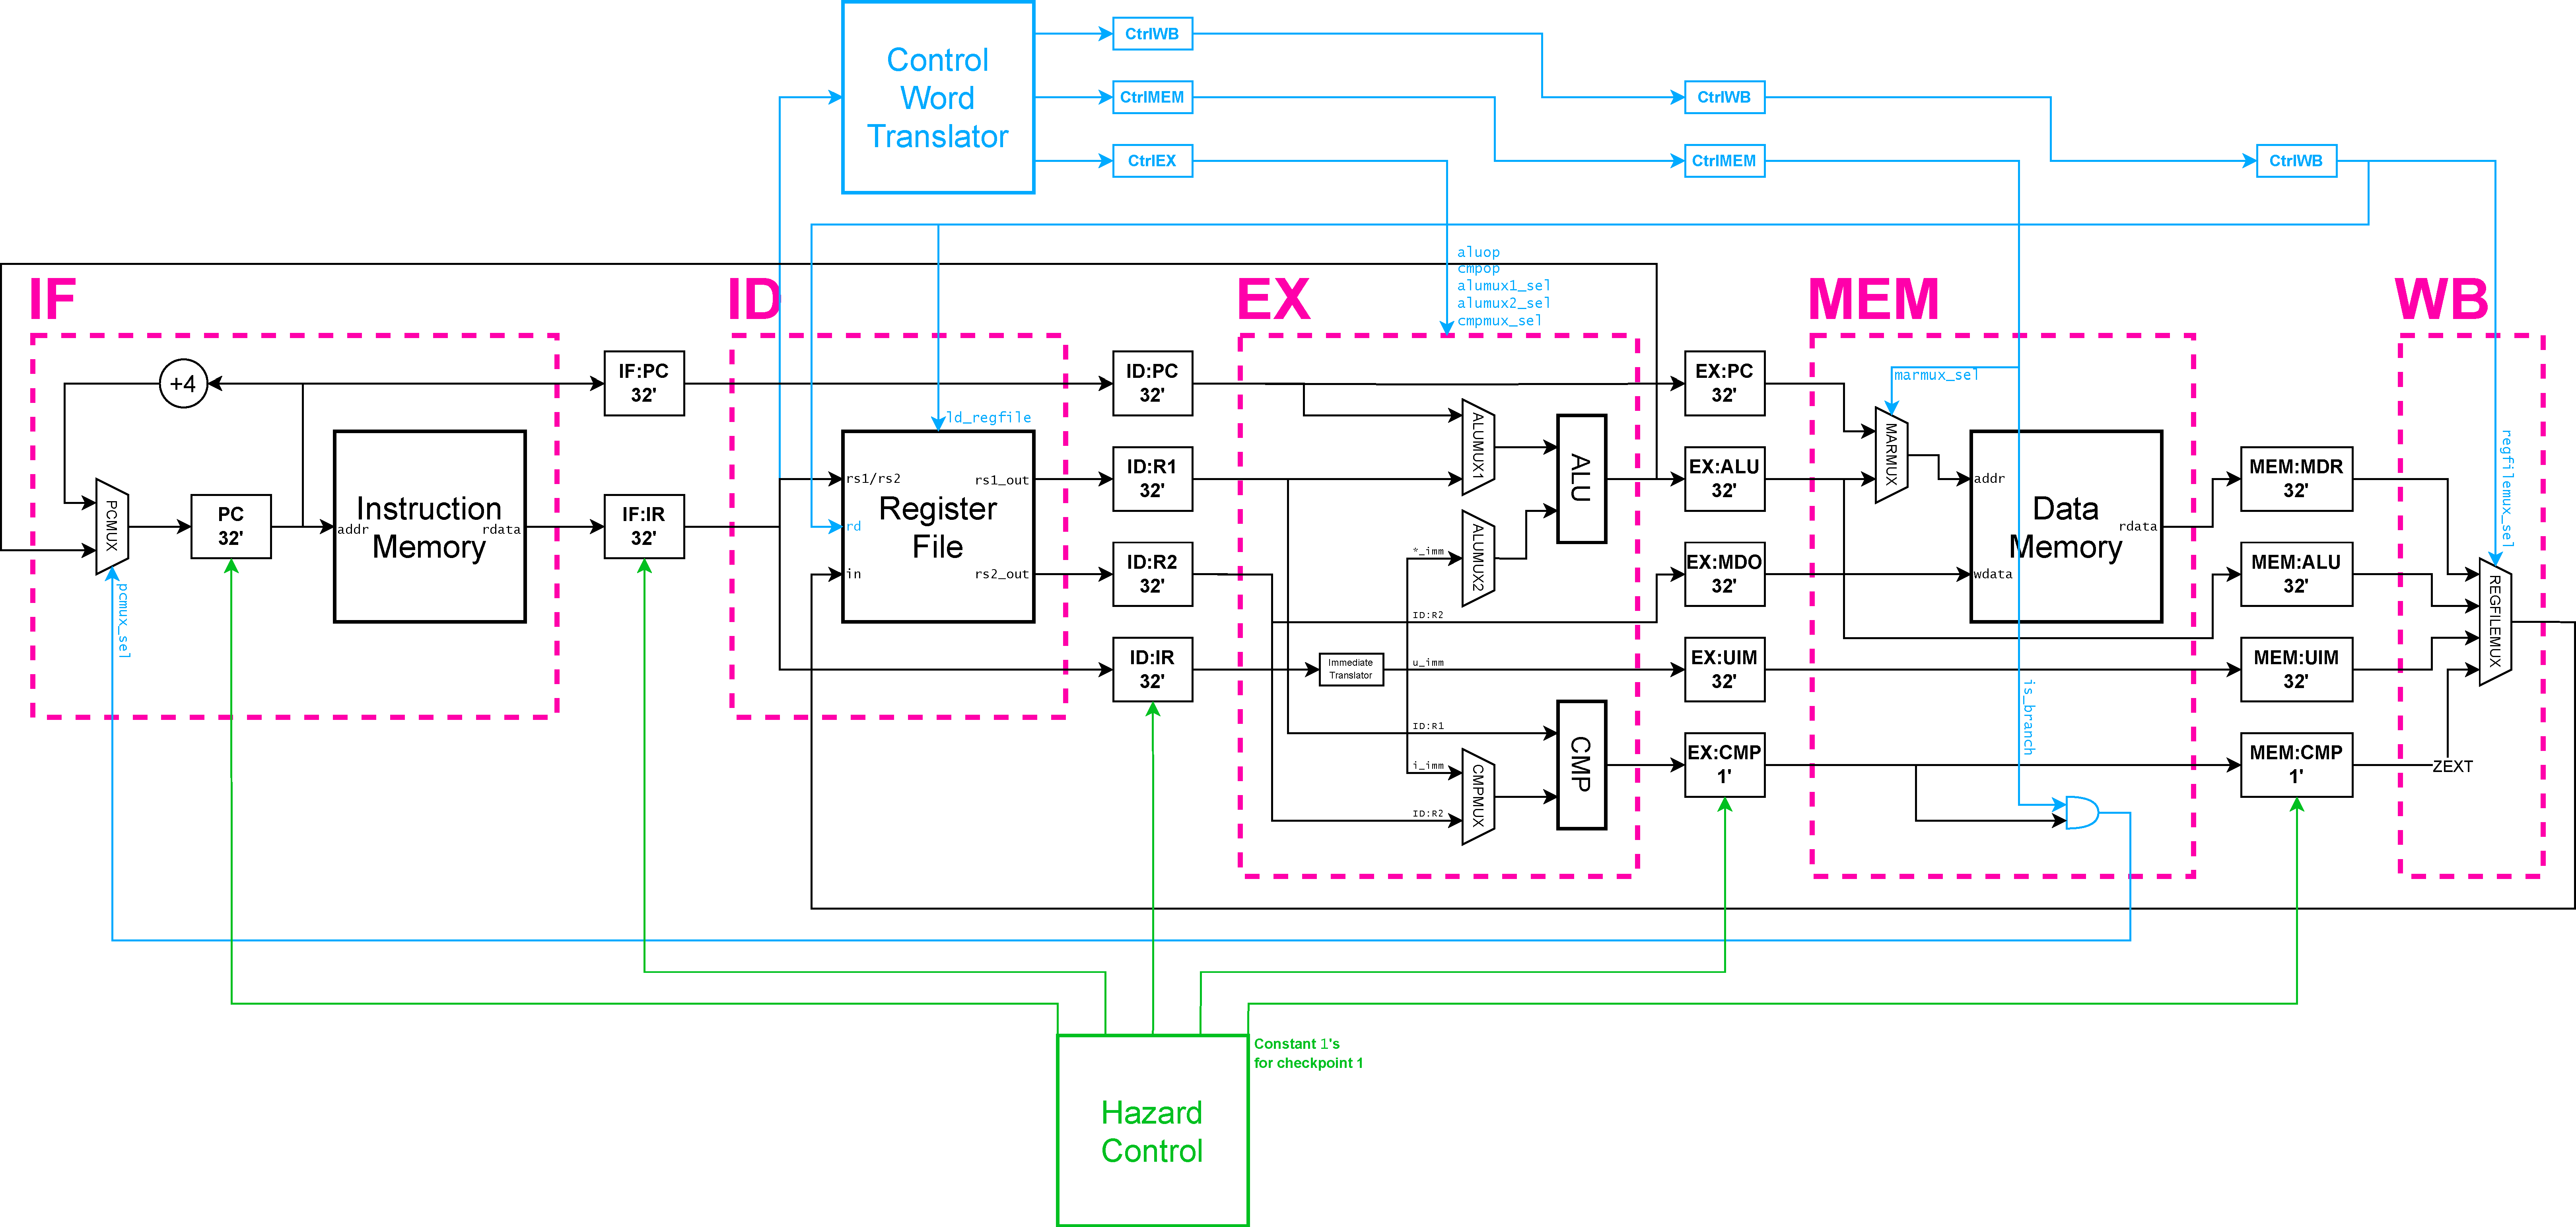 Control
Word
Translator
CtrlWB
CtrlMEM
CtrlEX
CtrlWB
CtrlMEM
CtrlWB
aluop
cmpop
alumux1_sel
alumux2_sel
cmpmux_sel
IF
ID
EX
MEM
WB
+4
PCMUX
pcmux_sel
PC
32'
Instruction
Memory
addr
rdata
IF:PC
32'
IF:IR
32'
ld_regfile
rs1/rs2
rd
in
Register
File
rs1_out
rs2_out
ID:PC
32'
ID:R1
32'
ID:R2
32'
ID:IR
32'
ALUMUX1
ALUMUX2
ALU
*_imm
ID:R2
Immediate
Translator
u_imm
ID:R1
i_imm
ID:R2
CMPMUX
CMP
EX:PC
32'
EX:ALU
32'
EX:MDO
32'
EX:UIM
32'
EX:CMP
1'
marmux_sel
MARMUX
addr
wdata
Data
Memory
rdata
is_branch
MEM:MDR
32'
MEM:ALU
32'
MEM:UIM
32'
MEM:CMP
1'
regfilemux_sel
REGFILEMUX
ZEXT
Constant 1's
for checkpoint 1
Hazard
Control